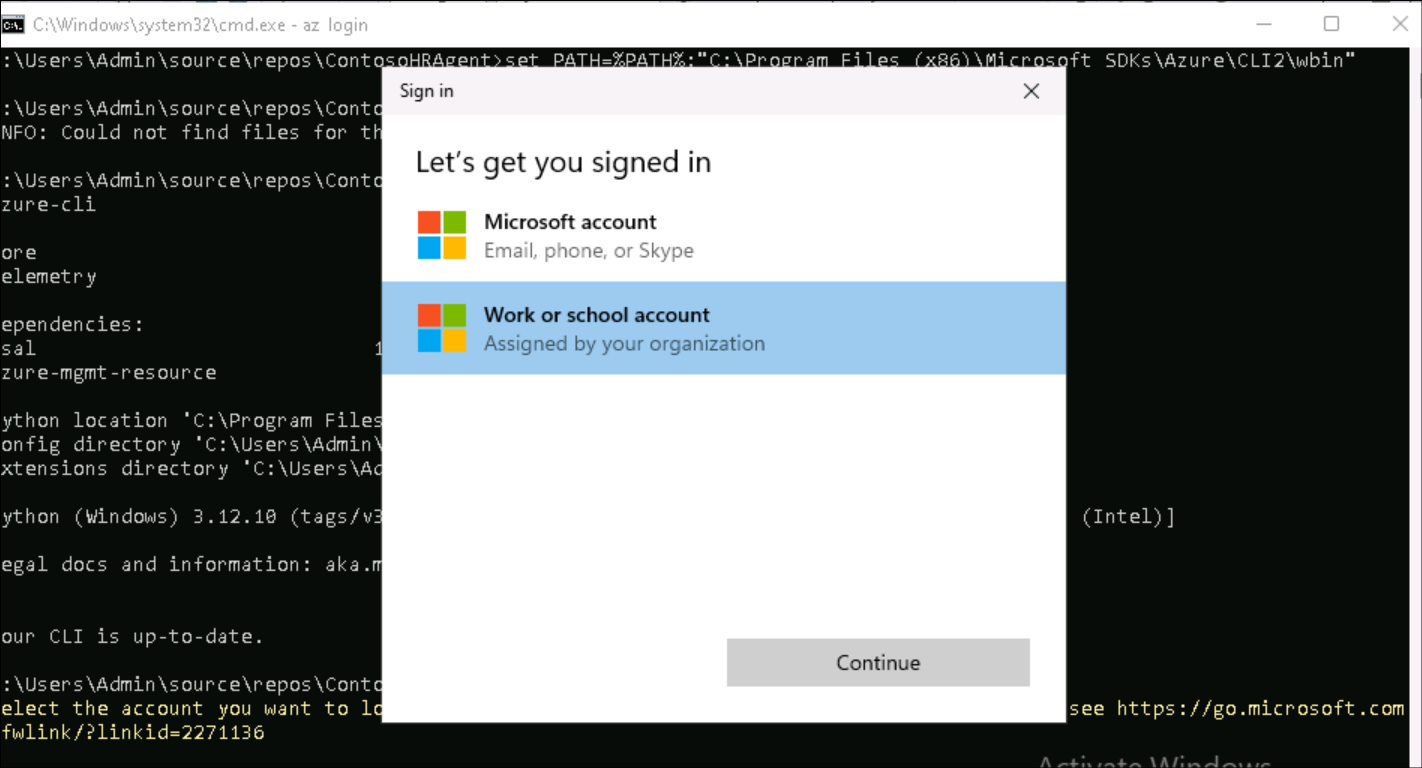 C:\Windows\system32\cmd.exe - az login
:\Users\Admin\source\repos\ContosoHRAgent>set PATH=%PATH%:"C:\Program Files (x86)\Microsoft SDKs\Azure\CLI2\wbin"
:\Users\Admin\source\repos\Conto
NFO: Could not find files for th
:\Users\Admin\source\repos\Conto
zure-cli
ore
elemetry
ependencies:
sal 1
zure-mgmt-resource
ython location 'C:\Program Files
onfig directory 'C:\Users\Admin\
xtensions directory 'C:\Users\Ad
ython (Windows) 3.12.10 (tags/v3 (Intel)]
egal docs and information: aka.m
our CLI is up-to-date.
:\Users\Admin\source\repos\Conto
elect the account you want to lo see https://go.microsoft.com
fwlink/?linkid=2271136
Sign in
Let's get you signed in
Microsoft account
Email, phone, or Skype
Work or school account
Assigned by your organization
Continue
Activate Windows